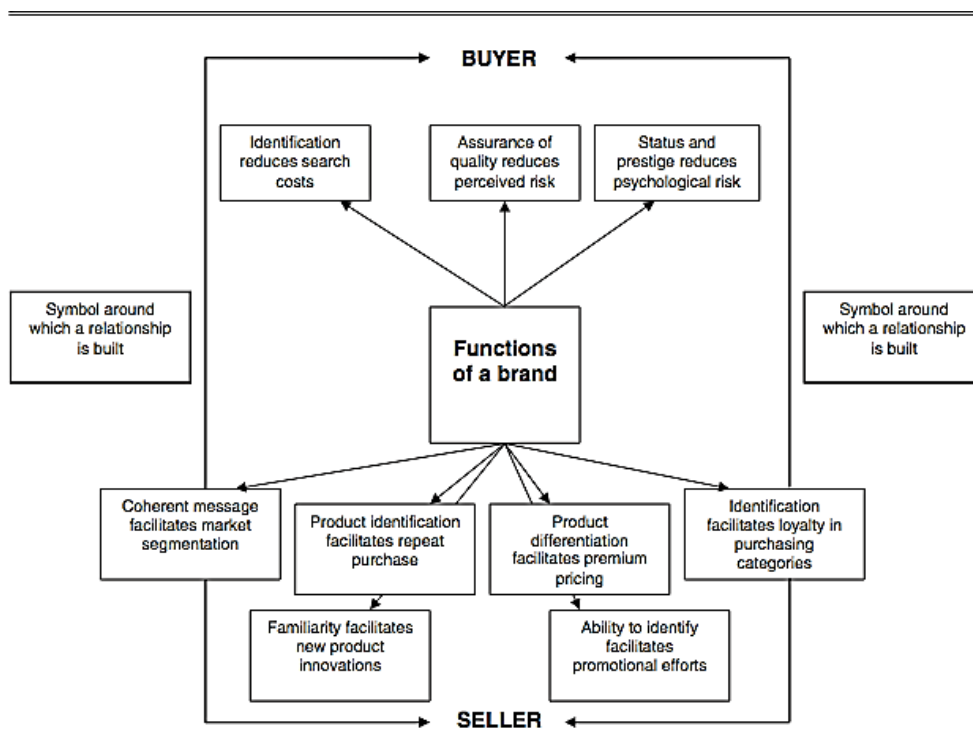 BUYER
Identification
reduces search
costs
Assurance of
quality reduces
perceived risk
Status and
prestige reduces
psychological risk
Symbol around
which a relationship
is built
Functions
of a brand
Symbol around
which a relationship
is built
Coherent message
facilitates market
segmentation
Product identification
facilitates repeat
purchase
Product
differentiation
facilitates premium
pricing
Identification
facilitates loyalty in
purchasing
categories
Familiarity facilitates
new product
innovations
Ability to identify
facilitates
promotional efforts
SELLER